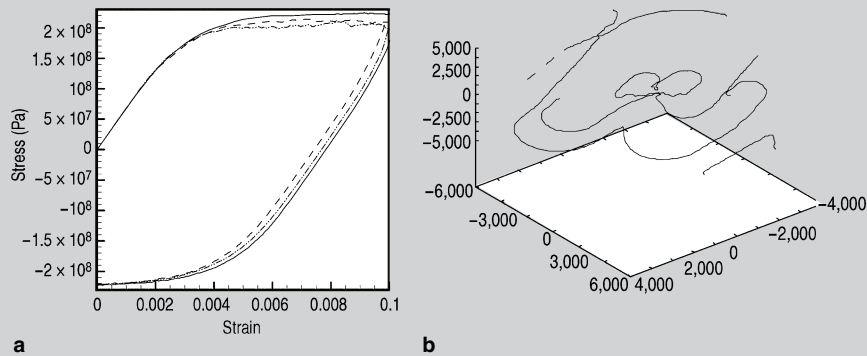 2 × 10⁸
1.5 × 10⁸
10⁸
5 × 10⁷
0
−5 × 10⁷
−10⁸
−1.5 × 10⁸
−2 × 10⁸
Stress (Pa)
0
0.002
0.004
0.006
0.008
0.1
Strain
a
5,000
2,500
0
−2,500
−5,000
−6,000
−3,000
0
3,000
6,000
4,000
2,000
0
−2,000
−4,000
b